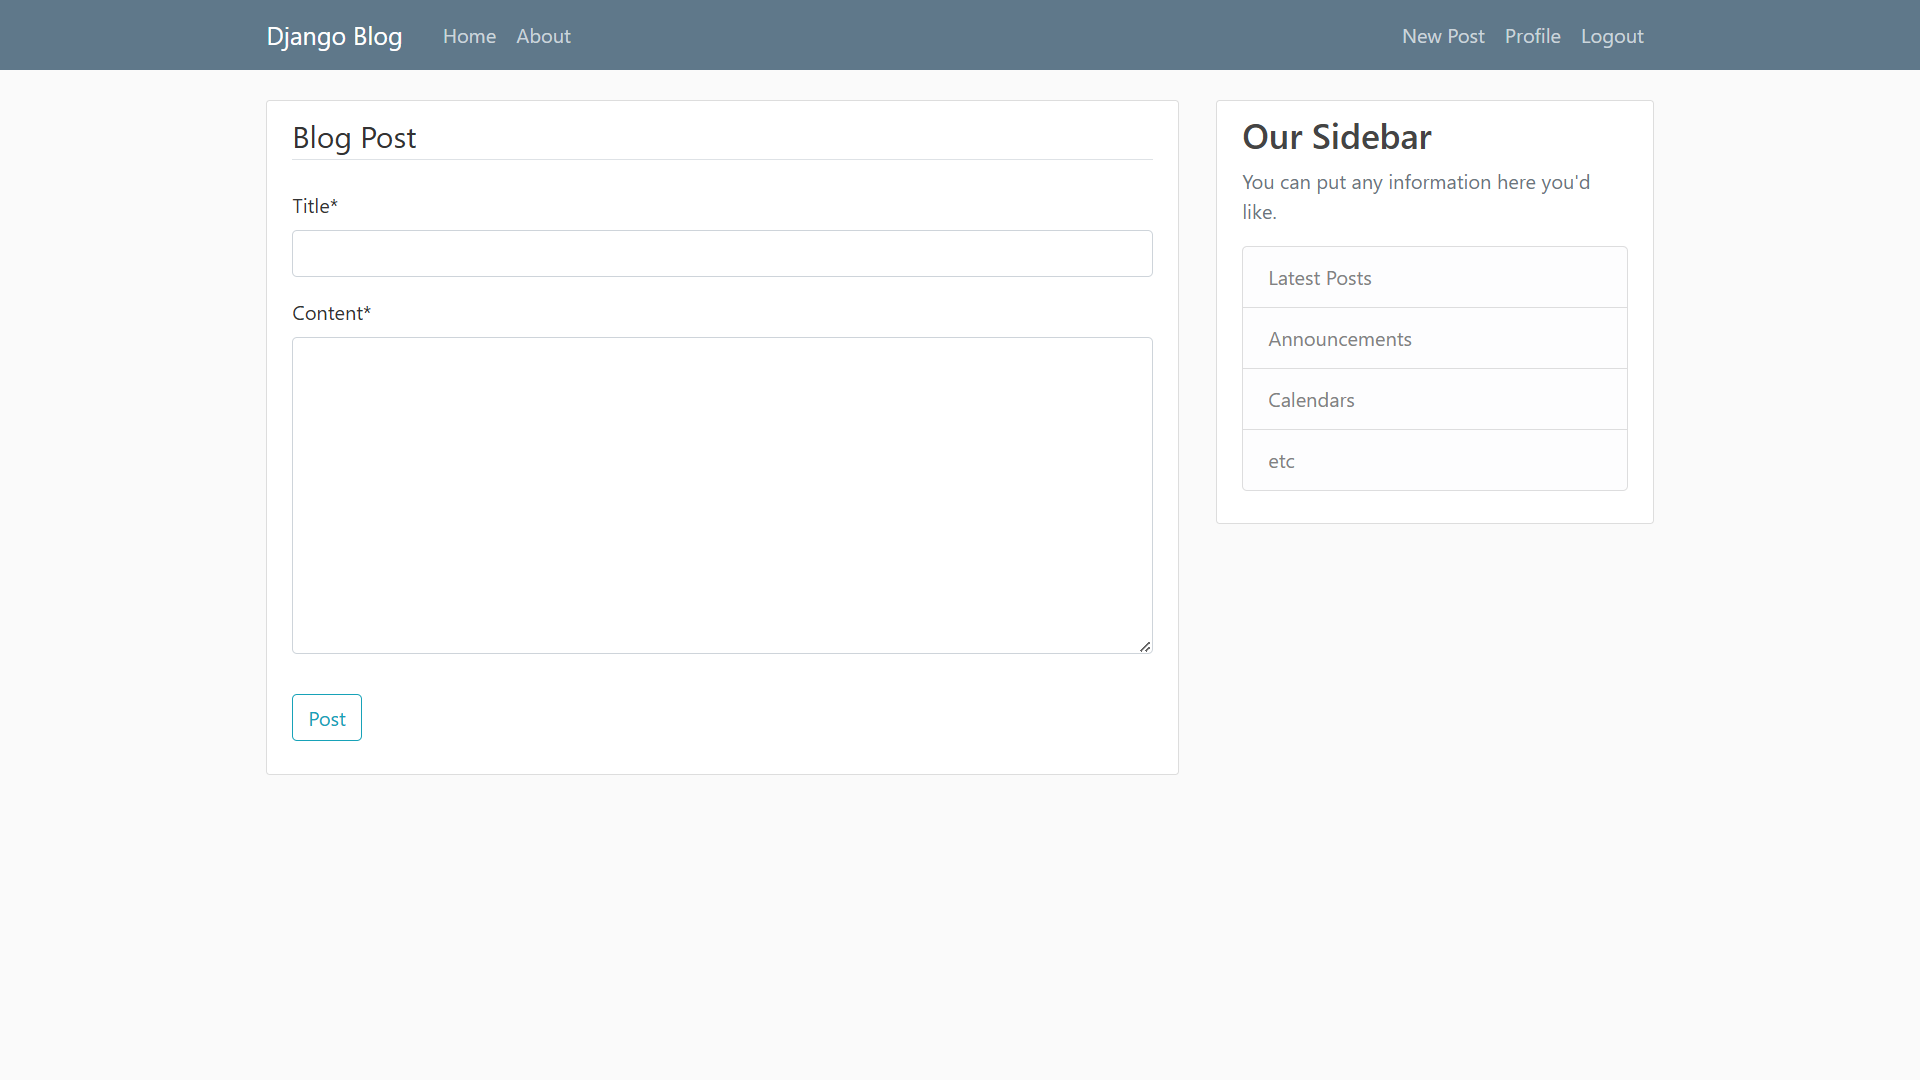 Django Blog
Home
About
New Post
Profile
Logout
Blog Post
Title*
Content*
Post
Our Sidebar
You can put any information here you'd
like.
Latest Posts
Announcements
Calendars
etc